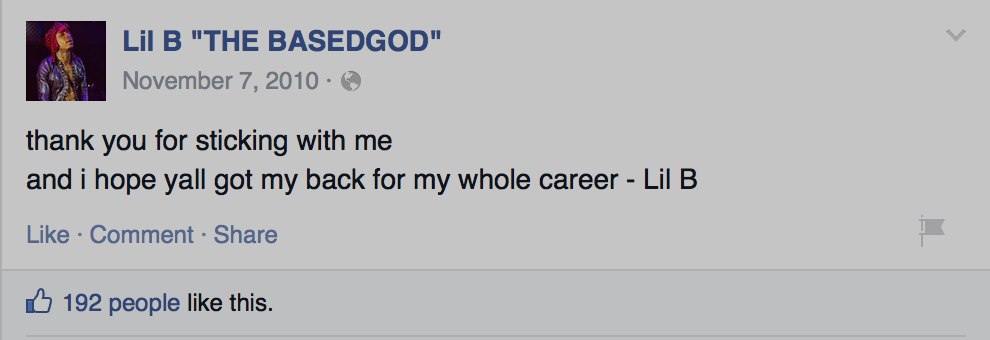 Lil B "THE BASEDGOD"
November 7, 2010 ·
thank you for sticking with me
and i hope yall got my back for my whole career - Lil B
Like · Comment · Share
192 people like this.